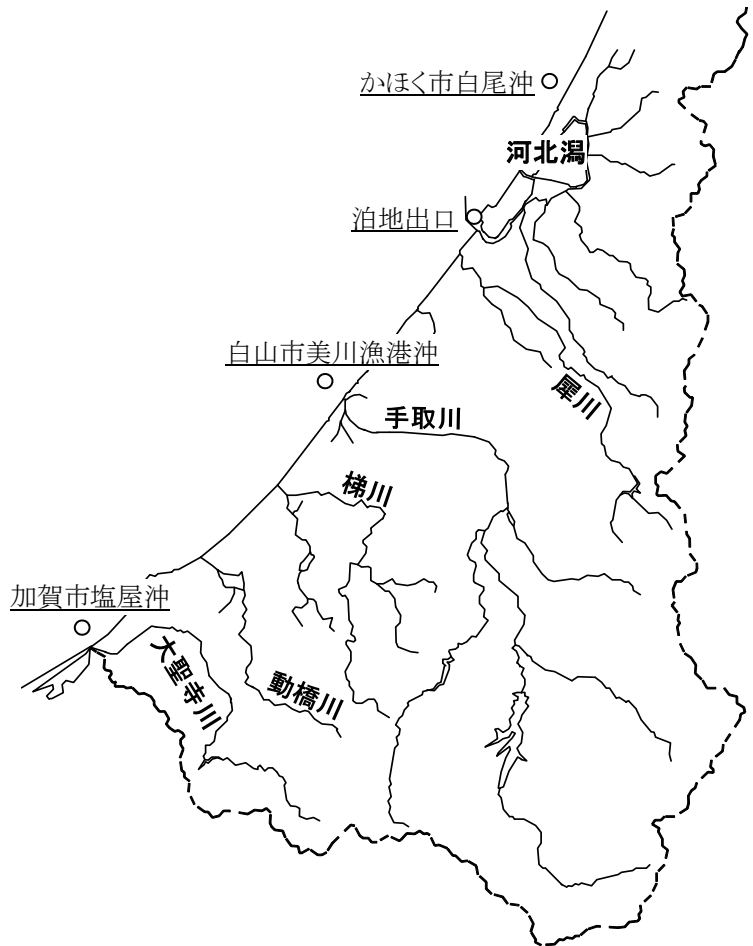 かほく市白尾沖
河北潟
泊地出口
白山市美川漁港沖
犀川
手取川
梯川
加賀市塩屋沖
大聖寺川
動橋川